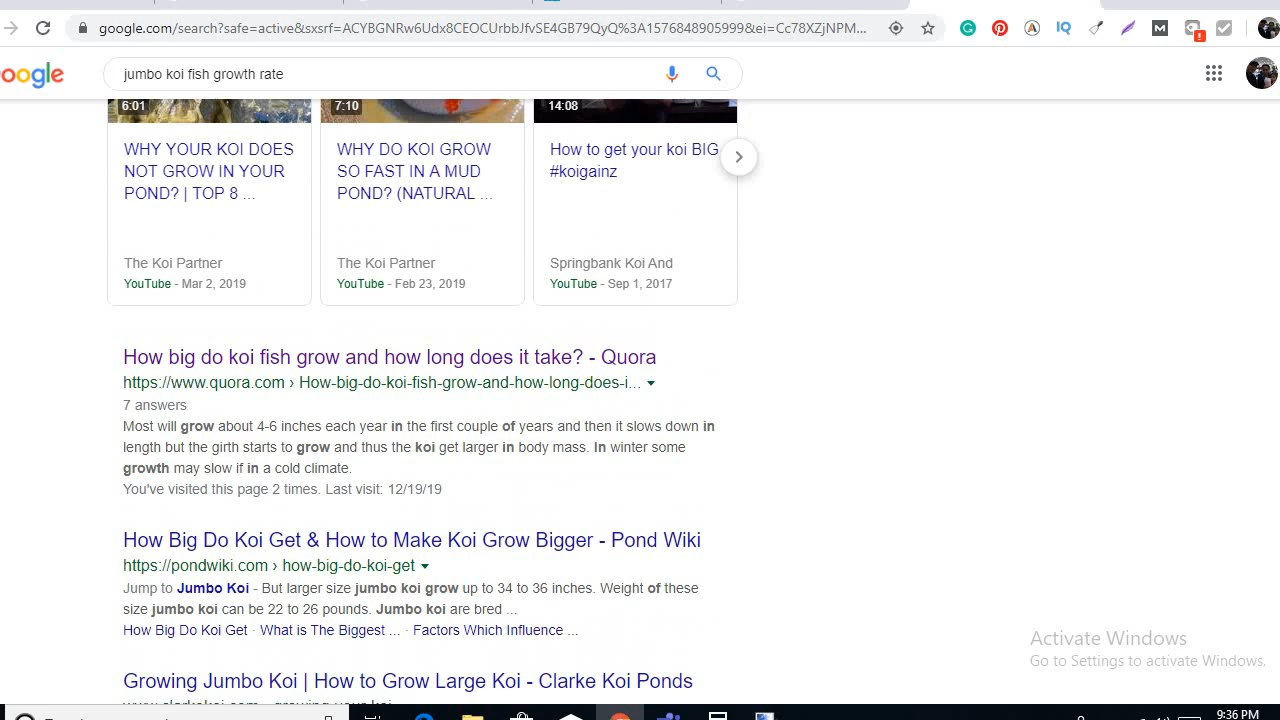 google.com/search?safe=active&sxsrf=ACYBGNRw6Udx8CEOCUrbbJfvSE4GB79QyQ%3A1576848905999&ei=Cc78XZjNPM...
oogle
jumbo koi fish growth rate
6:01
7:10
14:08
WHY YOUR KOI DOES
NOT GROW IN YOUR
POND? | TOP 8 ...
The Koi Partner
YouTube - Mar 2, 2019
WHY DO KOI GROW
SO FAST IN A MUD
POND? (NATURAL ...
The Koi Partner
YouTube - Feb 23, 2019
How to get your koi BIG
#koigainz
Springbank Koi And
YouTube - Sep 1, 2017
How big do koi fish grow and how long does it take? - Quora
https://www.quora.com › How-big-do-koi-fish-grow-and-how-long-does-i...
7 answers
Most will grow about 4-6 inches each year in the first couple of years and then it slows down in
length but the girth starts to grow and thus the koi get larger in body mass. In winter some
growth may slow if in a cold climate.
You've visited this page 2 times. Last visit: 12/19/19
How Big Do Koi Get & How to Make Koi Grow Bigger - Pond Wiki
https://pondwiki.com › how-big-do-koi-get
Jump to Jumbo Koi - But larger size jumbo koi grow up to 34 to 36 inches. Weight of these
size jumbo koi can be 22 to 26 pounds. Jumbo koi are bred ...
How Big Do Koi Get · What is The Biggest ... · Factors Which Influence ...
Activate Windows
Go to Settings to activate Windows.
Growing Jumbo Koi | How to Grow Large Koi - Clarke Koi Ponds
9:36 PM